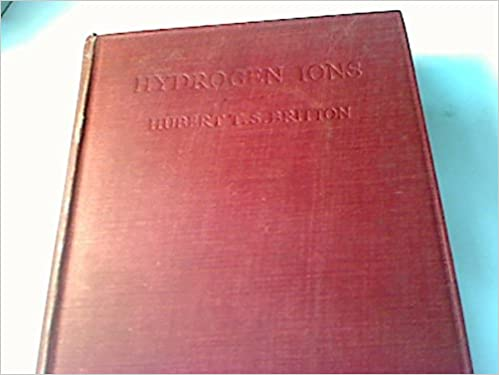 HYDROGEN IONS
HUBERT T.S. BRITTON